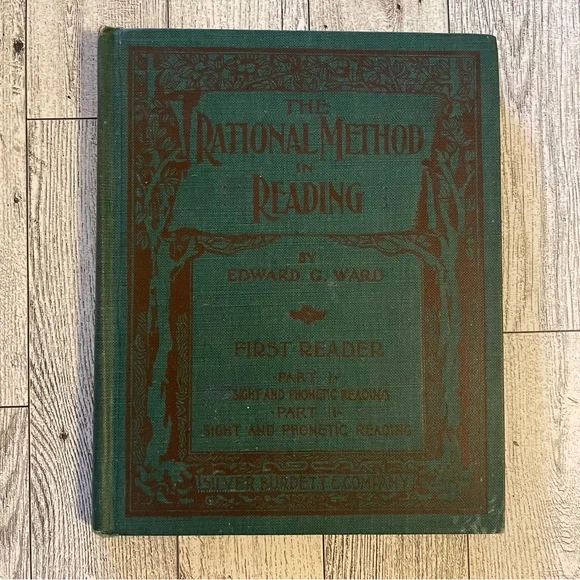 THE
RATIONAL METHOD
IN
READING
BY
EDWARD G. WARD
FIRST READER
PART I
SIGHT AND PHONETIC READING
PART II
SIGHT AND PHONETIC READING
SILVER BURDETT & COMPANY